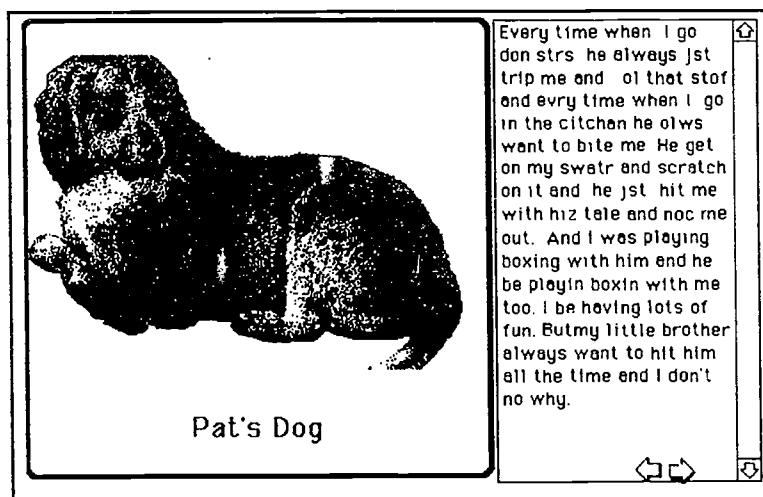 Every time when I go
don strs he always jst
trip me and ol that stof
and evry time when I go
in the citchan he olws
want to bite me He get
on my swatr and scratch
on it and he jst hit me
with hiz tale and noc me
out. And I was playing
boxing with him and he
be playin boxin with me
too. I be having lots of
fun. Butmy little brother
always want to hit him
all the time and I don't
no why.
Pat's Dog